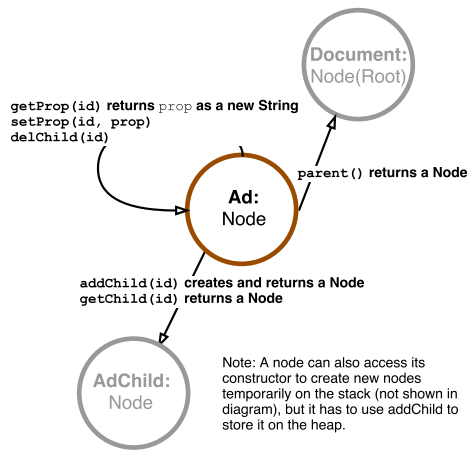 Document:
Node(Root)
getProp(id) returns prop as a new String
setProp(id, prop)
delChild(id)
parent() returns a Node
Ad:
Node
addChild(id) creates and returns a Node
getChild(id) returns a Node
AdChild:
Node
Note: A node can also access its
constructor to create new nodes
temporarily on the stack (not shown in
diagram), but it has to use addChild to
store it on the heap.